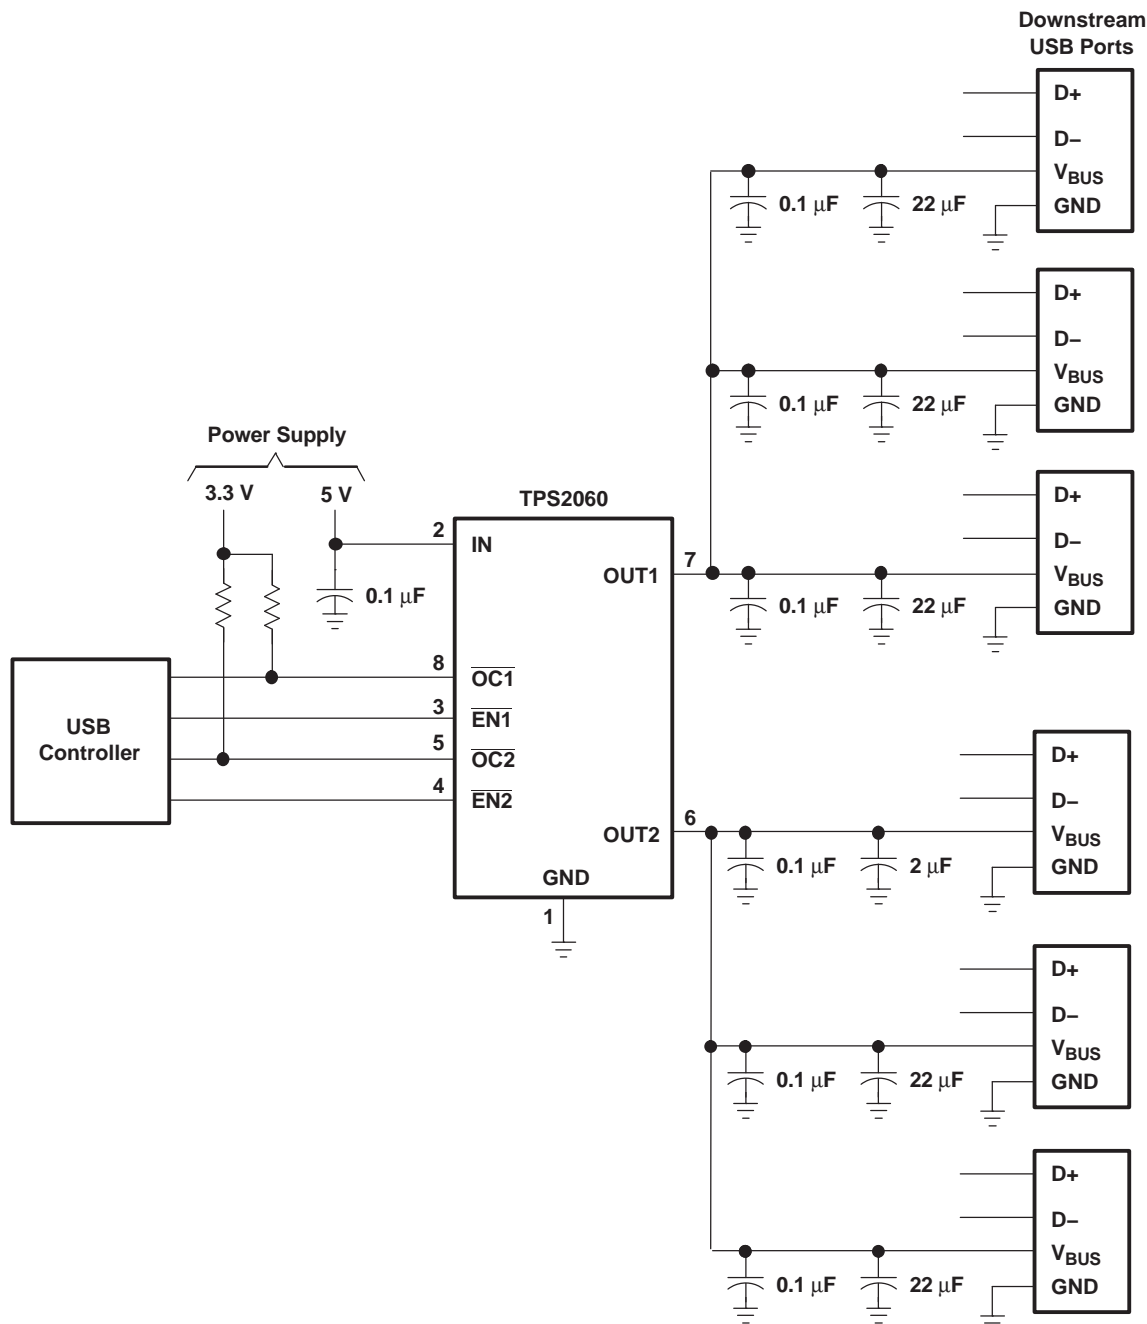 Downstream
USB Ports
D+
D−
VBUS
GND
0.1 μF
22 μF
D+
D−
VBUS
GND
0.1 μF
22 μF
Power Supply
3.3 V
5 V
0.1 μF
TPS2060
2
IN
7
OUT1
8
OC1
3
EN1
5
OC2
4
EN2
6
OUT2
GND
1
USB
Controller
D+
D−
VBUS
GND
0.1 μF
22 μF
D+
D−
VBUS
GND
0.1 μF
2 μF
D+
D−
VBUS
GND
0.1 μF
22 μF
D+
D−
VBUS
GND
0.1 μF
22 μF